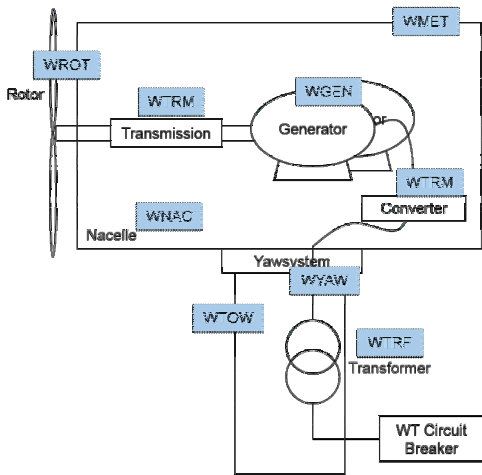 WMET
WROT
Rotor
WTRM
Transmission
WGEN
Generator
or
WTRM
Converter
WNAC
Nacelle
Yawsystem
WYAW
WTOW
WTRF
Transformer
WT Circuit
Breaker